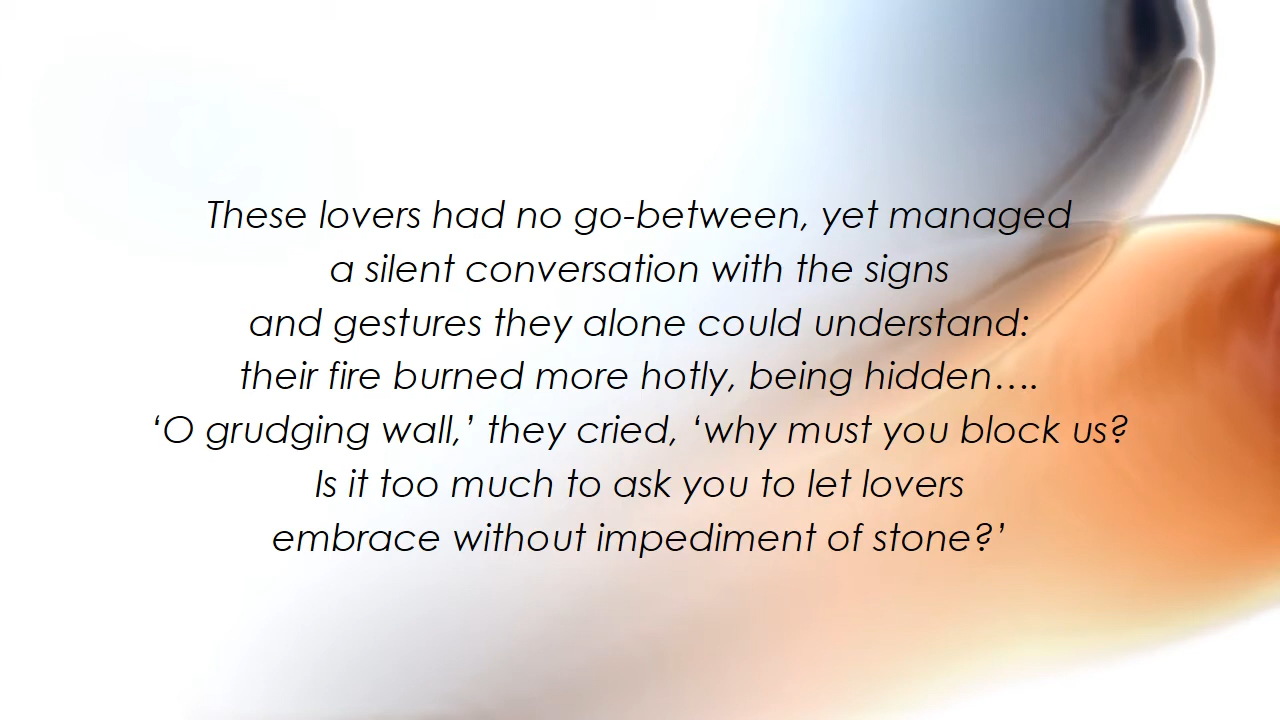 These lovers had no go-between, yet managed
a silent conversation with the signs
and gestures they alone could understand:
their fire burned more hotly, being hidden….
‘O grudging wall,’ they cried, ‘why must you block us?
Is it too much to ask you to let lovers
embrace without impediment of stone?’